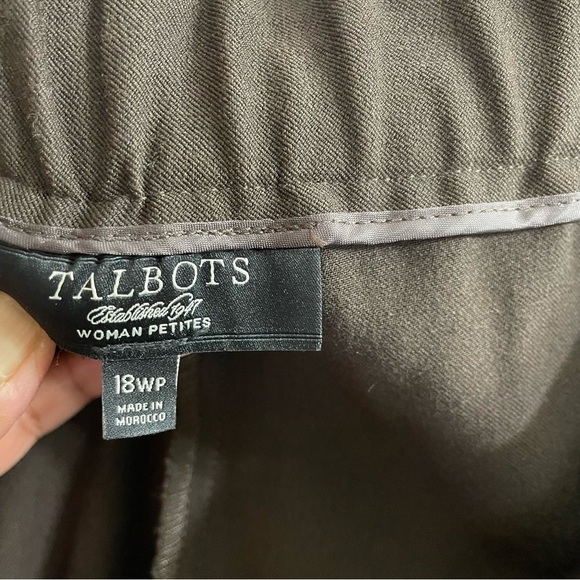 TALBOTS
Established 1947
WOMAN PETITES
18WP
MADE IN
MOROCCO